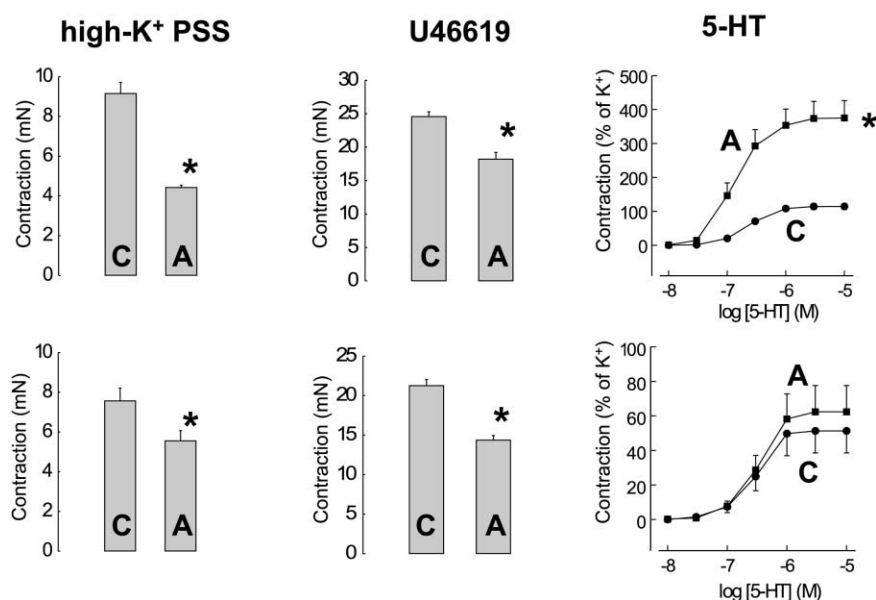 high-K⁺ PSS
U46619
5-HT
Contraction (mN)
10
8
6
4
2
0
C
A
*
Contraction (mN)
30
25
20
15
10
5
0
C
A
*
Contraction (% of K⁺)
500
400
300
200
100
0
A
C
*
-8 -7 -6 -5
log [5-HT] (M)
Contraction (mN)
10
8
6
4
2
0
C
A
*
Contraction (mN)
25
20
15
10
5
0
C
A
*
Contraction (% of K⁺)
100
80
60
40
20
0
A
C
-8 -7 -6 -5
log [5-HT] (M)